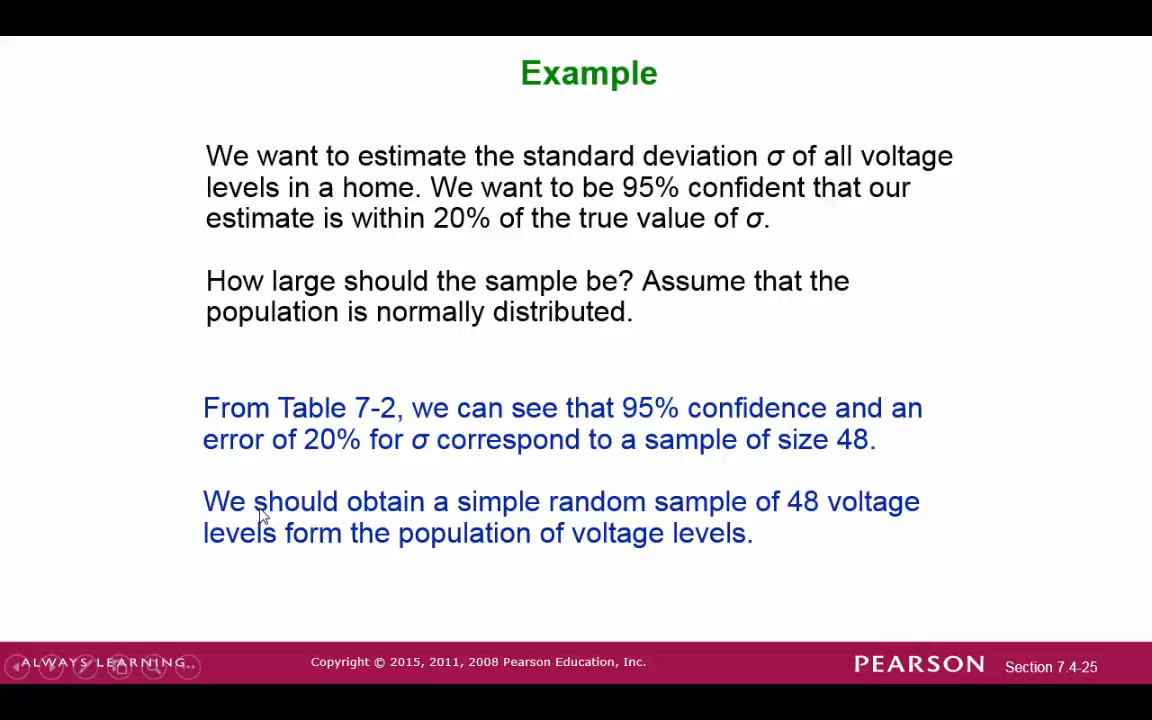 Example
We want to estimate the standard deviation σ of all voltage
levels in a home. We want to be 95% confident that our
estimate is within 20% of the true value of σ.
How large should the sample be? Assume that the
population is normally distributed.
From Table 7-2, we can see that 95% confidence and an
error of 20% for σ correspond to a sample of size 48.
We should obtain a simple random sample of 48 voltage
levels form the population of voltage levels.
ALWAYS LEARNING
Copyright © 2015, 2011, 2008 Pearson Education, Inc.
PEARSON
Section 7.4-25